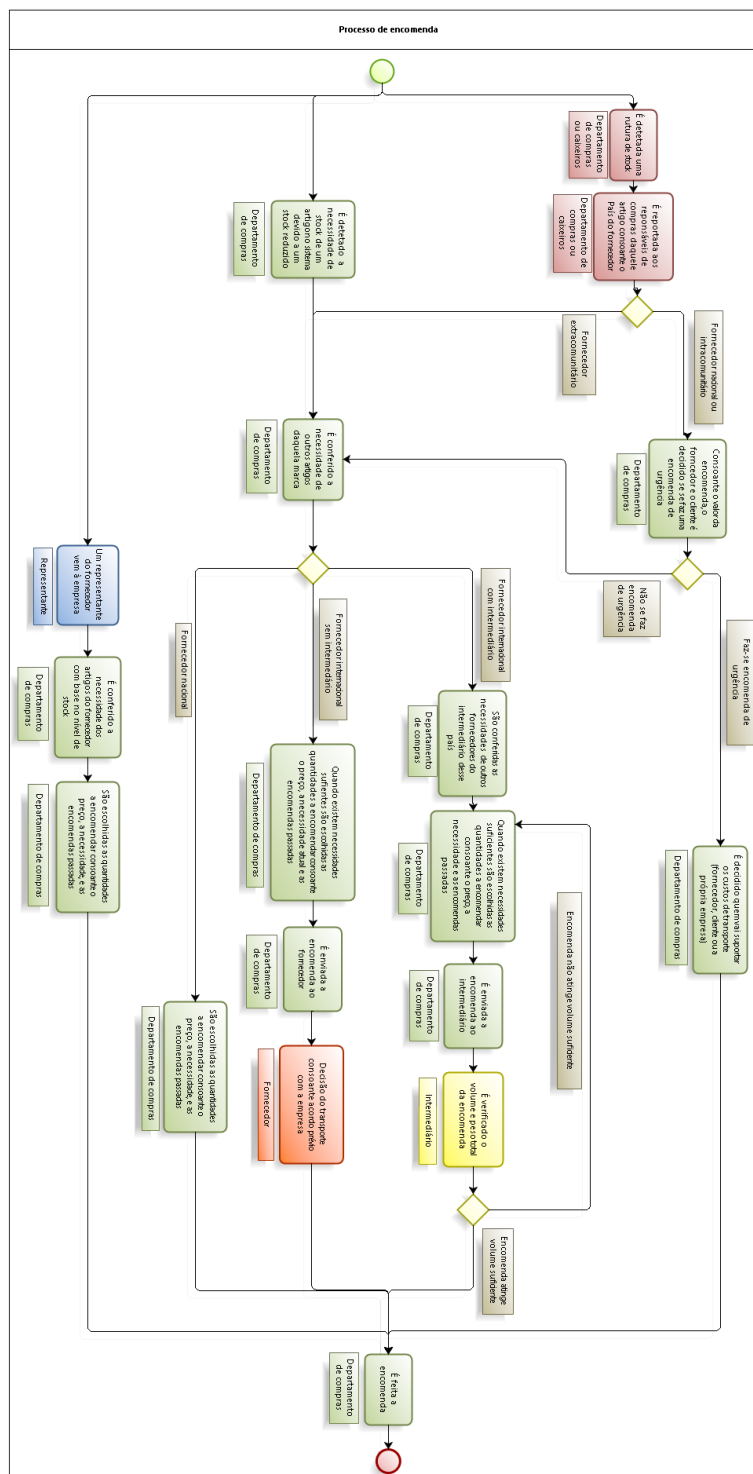 Processo de encomenda
É detetada uma
rutura de stock
Departamento
de compras
ou caixeiros
É reportada aos
reponsáveis de
compras daquele
artigo consoante o
País do fornecedor
Departamento de
compras ou
caixeiros
Fornecedor nacional ou
intracomunitário
Fornecedor
extracomunitário
Consoante o valor da
encomenda, o
forncedor e o cliente é
decidido se se faz uma
encomenda de
urgência
Departamento
de compras
Faz-se encomenda de
urgência
Não se faz
encomenda
de urgência
É decidido quem vai suportar
os custos de transporte
(fornecedor, cliente ou a
própria empresa)
Departamento de compras
É detetado a
necessidade de
stock de um
artigo no sistema
devido a um
stock reduzido
Departamento
de compras
É conferido a
necessidade de
outros artigos
daquela marca
Departamento
de compras
Fornecedor internacional
com intermediário
Fornecedor internacional
sem intermedário
Fornecedor nacional
São conferidas as
necessidades de outros
fornecedores do
intermediário desse
país
Departamento
de compras
Quando existem necessidades
suficientes são escolhidas as
quantidades a encomendar
consoante o preço, a
necessidade e as encomendas
passadas
Departamento
de compras
É enviada a
encomenda ao
intermediário
Departamento
de compras
É verificado o
volume e peso total
da encomenda
Intermediário
Encomenda não atinge volume suficiente
Encomenda atinge
volume suficiente
Quando existem necessidades
sufientes são escolhidas as
quantidades a encomendar consoante
o preço, a necessidade atual e as
encomendas passadas
Departamento de compras
É enviada a
encomenda ao
fornecedor
Departamento
de compras
Decisão do transporte
consoante acordo prévio
com a empresa
Fornecedor
São escolhidas as quantidades
a encomendar consoante o
preço, a necessidade, e as
encomendas passadas
Departamento de compras
Um representante
do fornecedor
vem à empresa
Representante
É conferido a
necessidade dos
artigos do fornecedor
com base no nível de
stock
Departamento
de compras
São escolhidas as quantidades
a encomendar consoante o
preço, a necessidade, e as
encomendas passadas
Departamento de compras
É feita a
encomenda
Departamento
de compras